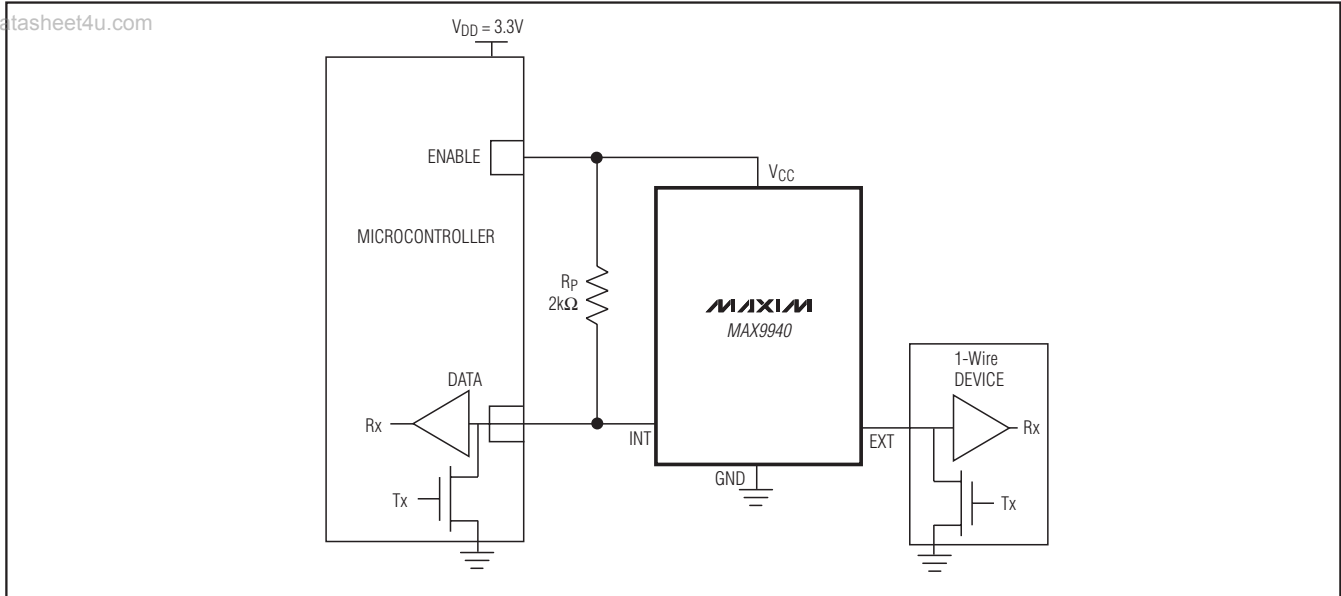 atasheet4u.com
VDD = 3.3V
ENABLE
VCC
MICROCONTROLLER
RP
2kΩ
MAXIM
MAX9940
1-Wire
DEVICE
DATA
Rx
INT
EXT
Rx
GND
Tx
Tx